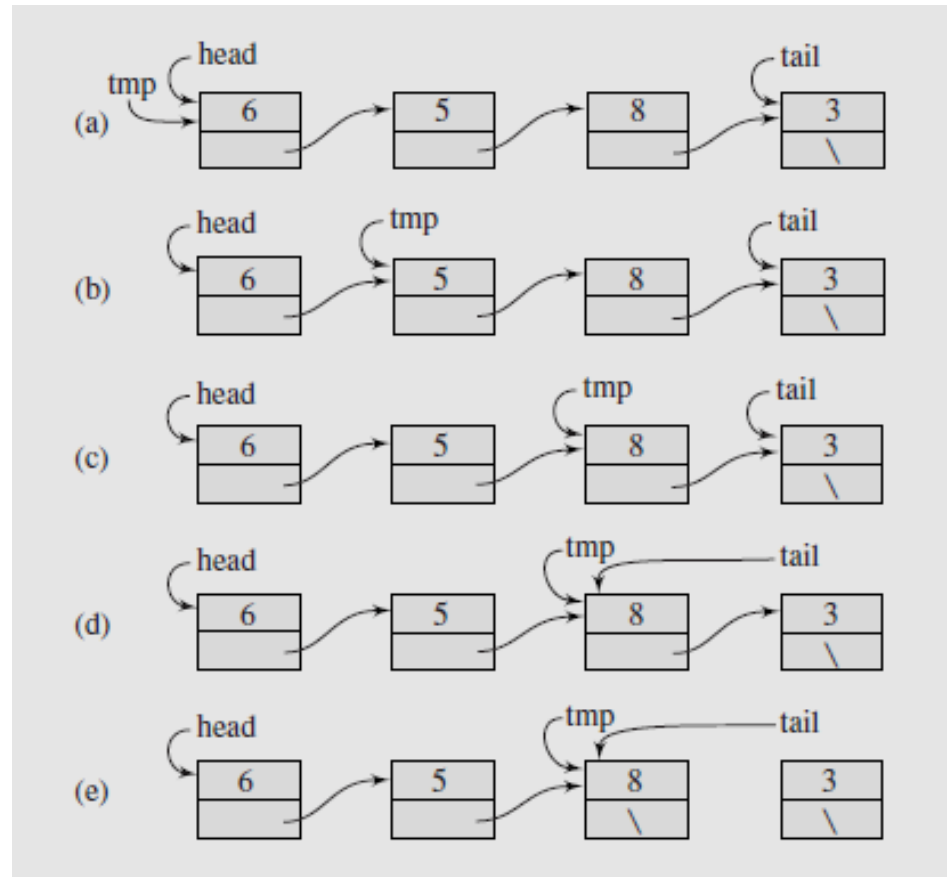 head
tmp
tail
(a) 6 5 8 3
\
head
tmp
tail
(b) 6 5 8 3
\
head
tmp
tail
(c) 6 5 8 3
\
head
tmp
tail
(d) 6 5 8 3
\
head
tmp
tail
(e) 6 5 8 3
\ \